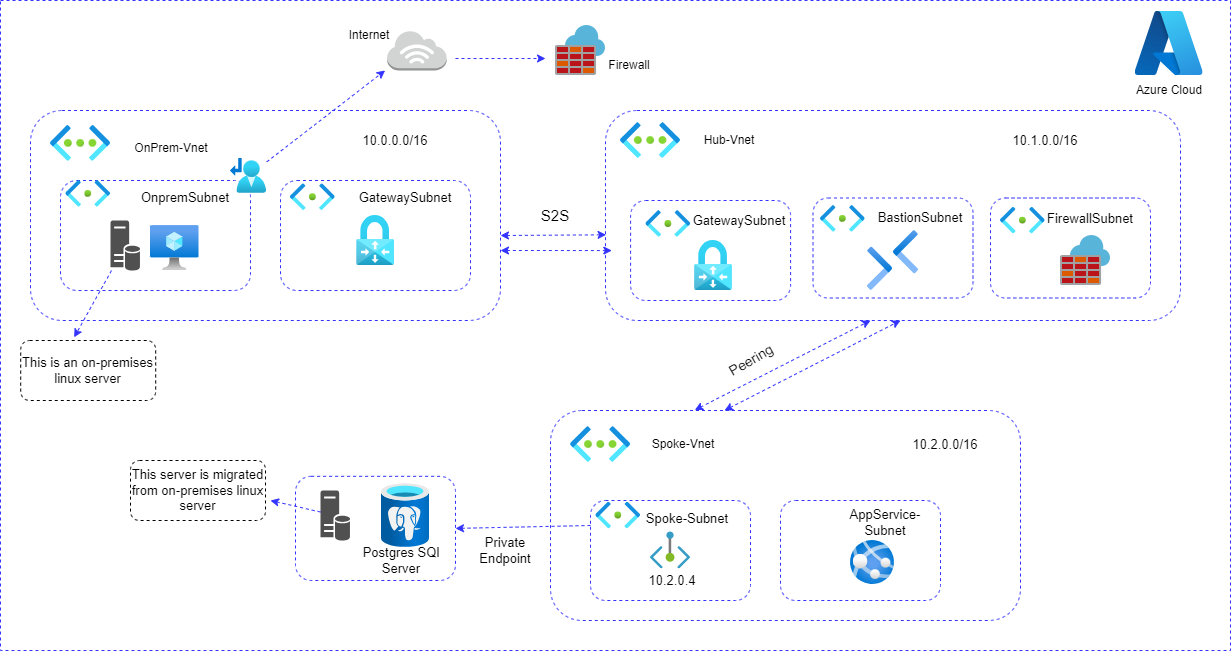 Internet
Firewall
Azure Cloud
OnPrem-Vnet
10.0.0.0/16
OnpremSubnet
GatewaySubnet
S2S
Hub-Vnet
10.1.0.0/16
GatewaySubnet
BastionSubnet
FirewallSubnet
This is an on-premises
linux server
Peering
Spoke-Vnet
10.2.0.0/16
Spoke-Subnet
10.2.0.4
AppService-
Subnet
Private
Endpoint
Postgres SQl
Server
This server is migrated
from on-premises linux
server